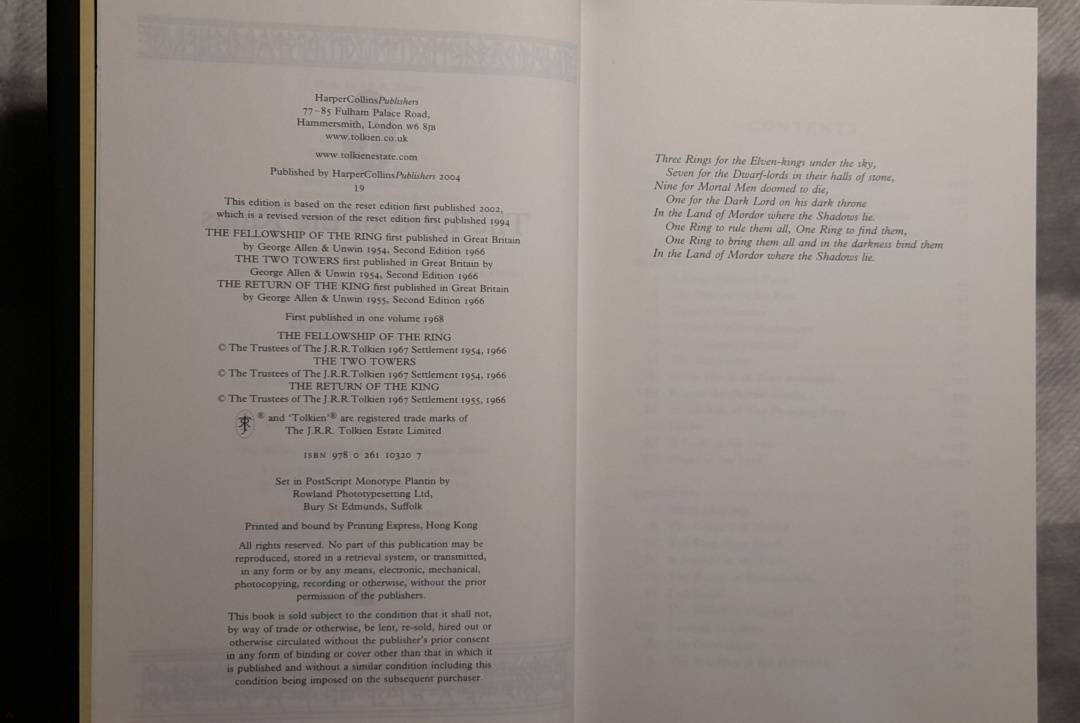 HarperCollinsPublishers
77–85 Fulham Palace Road,
Hammersmith, London W6 8JB
www.tolkien.co.uk
www.tolkienestate.com
Published by HarperCollinsPublishers 2004
19
This edition is based on the reset edition first published 2002,
which is a revised version of the reset edition first published 1994
THE FELLOWSHIP OF THE RING first published in Great Britain
by George Allen & Unwin 1954, Second Edition 1966
THE TWO TOWERS first published in Great Britain by
George Allen & Unwin 1954, Second Edition 1966
THE RETURN OF THE KING first published in Great Britain
by George Allen & Unwin 1955, Second Edition 1966
First published in one volume 1968
THE FELLOWSHIP OF THE RING
© The Trustees of The J.R.R.Tolkien 1967 Settlement 1954, 1966
THE TWO TOWERS
© The Trustees of The J.R.R.Tolkien 1967 Settlement 1954, 1966
THE RETURN OF THE KING
© The Trustees of The J.R.R.Tolkien 1967 Settlement 1955, 1966
® and ‘Tolkien’® are registered trade marks of
The J.R.R. Tolkien Estate Limited
ISBN 978 0 261 10320 7
Set in PostScript Monotype Plantin by
Rowland Phototypesetting Ltd,
Bury St Edmunds, Suffolk
Printed and bound by Printing Express, Hong Kong
All rights reserved. No part of this publication may be
reproduced, stored in a retrieval system, or transmitted,
in any form or by any means, electronic, mechanical,
photocopying, recording or otherwise, without the prior
permission of the publishers.
This book is sold subject to the condition that it shall not,
by way of trade or otherwise, be lent, re-sold, hired out or
otherwise circulated without the publisher's prior consent
in any form of binding or cover other than that in which it
is published and without a similar condition including this
condition being imposed on the subsequent purchaser
Three Rings for the Elven-kings under the sky,
Seven for the Dwarf-lords in their halls of stone,
Nine for Mortal Men doomed to die,
One for the Dark Lord on his dark throne
In the Land of Mordor where the Shadows lie.
One Ring to rule them all, One Ring to find them,
One Ring to bring them all and in the darkness bind them
In the Land of Mordor where the Shadows lie.